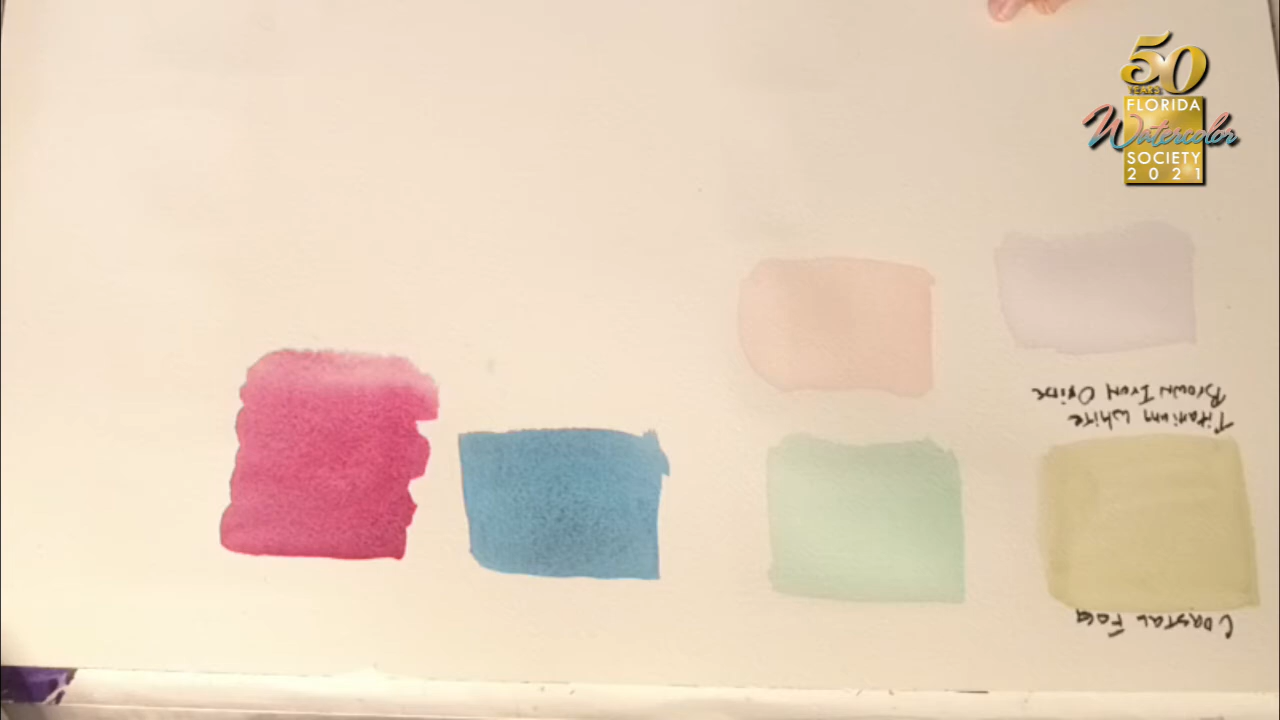 50
YEARS
FLORIDA
Watercolor
SOCIETY
2021
Coastal Fog
Titanium White
Brown Iron Oxide